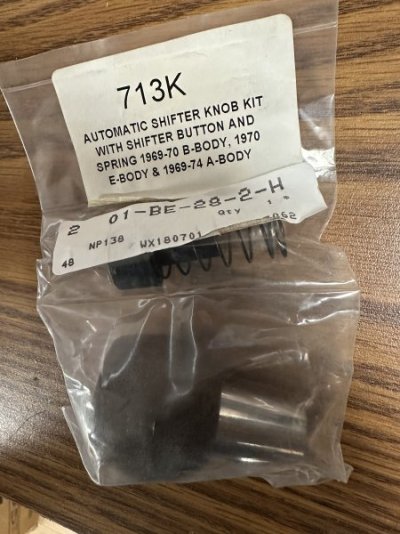 713K
AUTOMATIC SHIFTER KNOB KIT
WITH SHIFTER BUTTON AND
SPRING 1969-70 B-BODY, 1970
E-BODY & 1969-74 A-BODY
2 01-BE-28-2-H
QTY 1
NP138 WX180701
48